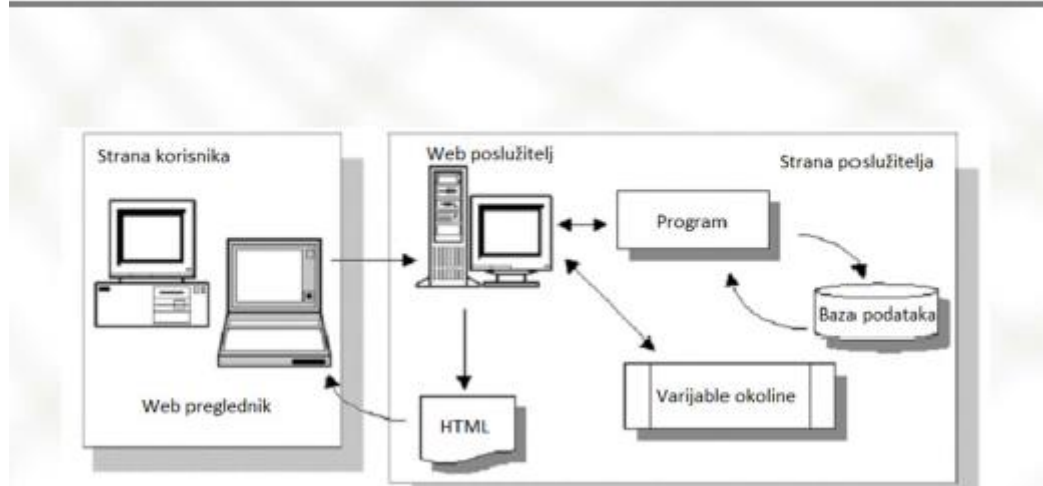 Strana korisnika
Web preglednik
Web poslužitelj
Strana poslužitelja
Program
Baza podataka
Varijable okoline
HTML